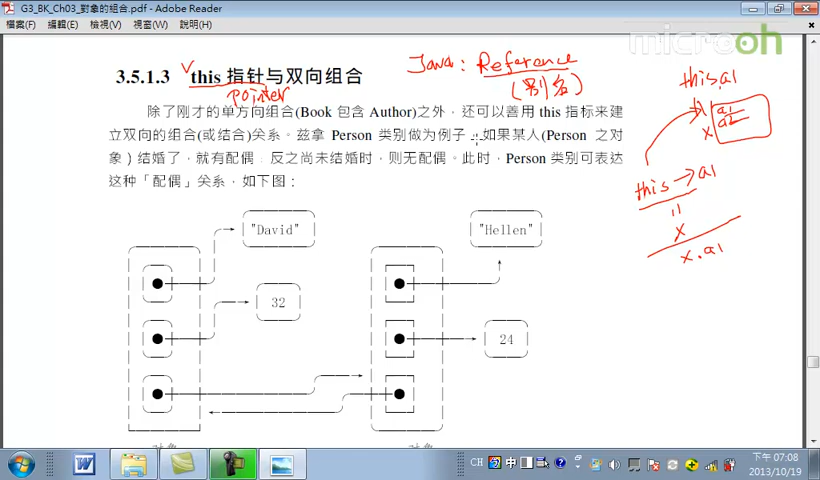 G3_BK_Ch03_對象的組合.pdf - Adobe Reader
檔案(F) 編輯(E) 檢視(V) 視窗(W) 說明(H)
microoh
3.5.1.3 this 指针与双向组合
pointer
Java: Reference
(別名)
this.a1
a1
a2
x
this → a1
=
x
x.a1
除了刚才的单方向组合(Book 包含 Author)之外，还可以善用 this 指标来建
立双向的组合(或结合)关系。兹拿 Person 类别做为例子，如果某人(Person 之对
象）结婚了，就有配偶；反之尚未结婚时，则无配偶。此时，Person 类别可表达
这种「配偶」关系，如下图：
"David"
"Hellen"
32
24
对象
对象
CH
中
下午 07:08
2013/10/19